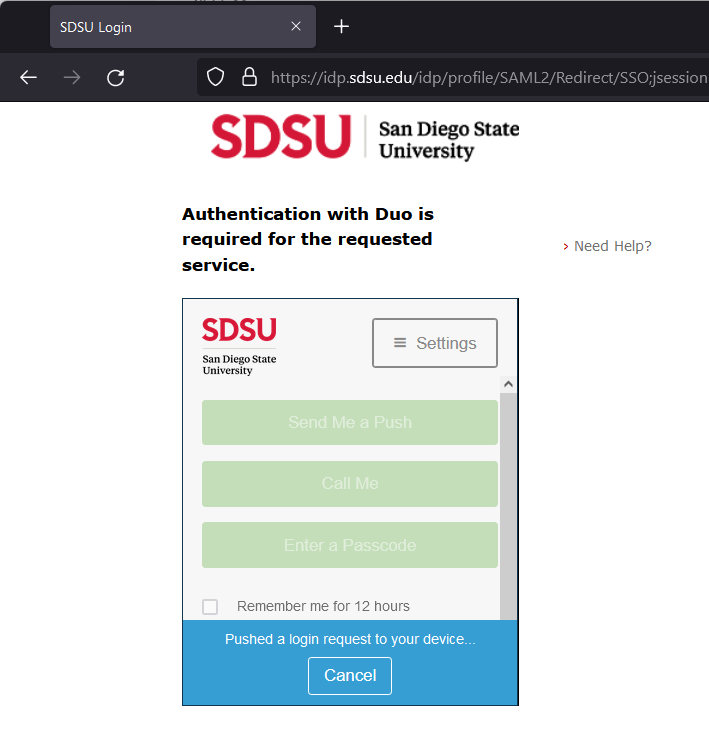 SDSU Login
https://idp.sdsu.edu/idp/profile/SAML2/Redirect/SSO;jsession
SDSU
San Diego State
University
Authentication with Duo is
required for the requested
service.
Need Help?
SDSU
San Diego State
University
Settings
Send Me a Push
Call Me
Enter a Passcode
Remember me for 12 hours
Pushed a login request to your device...
Cancel